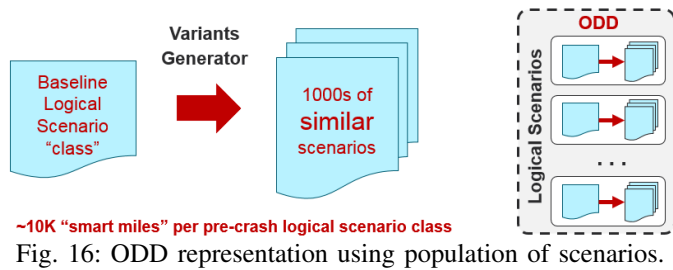 Variants
Generator
Baseline
Logical
Scenario
“class”
1000s of
similar
scenarios
ODD
Logical Scenarios
. . .
~10K “smart miles” per pre-crash logical scenario class
Fig. 16: ODD representation using population of scenarios.